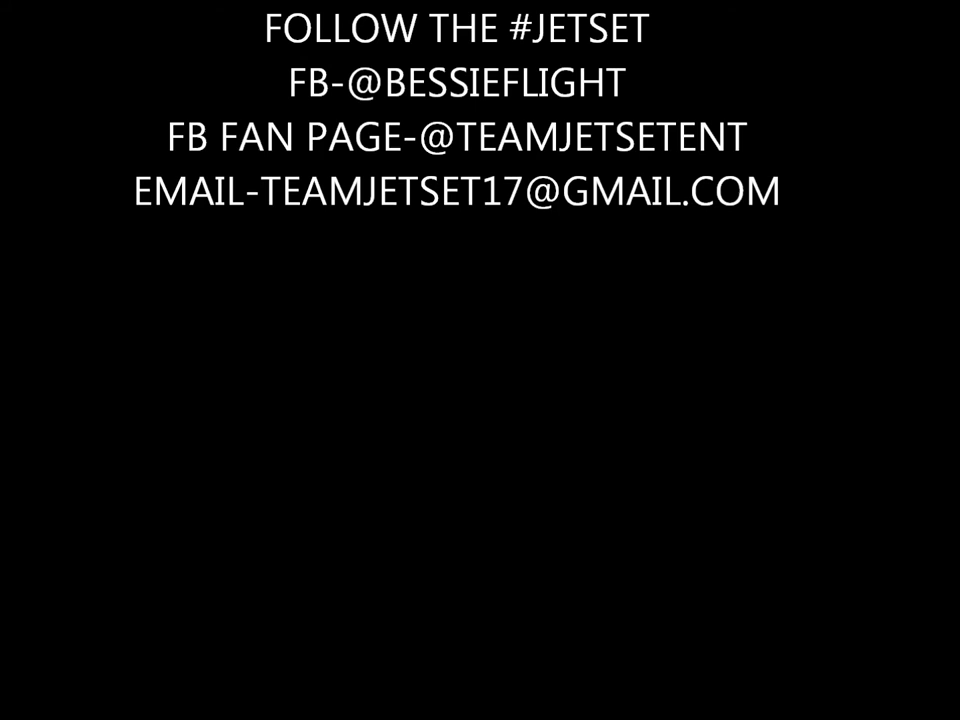 FOLLOW THE #JETSET
FB-@BESSIEFLIGHT
FB FAN PAGE-@TEAMJETSETENT
EMAIL-TEAMJETSET17@GMAIL.COM